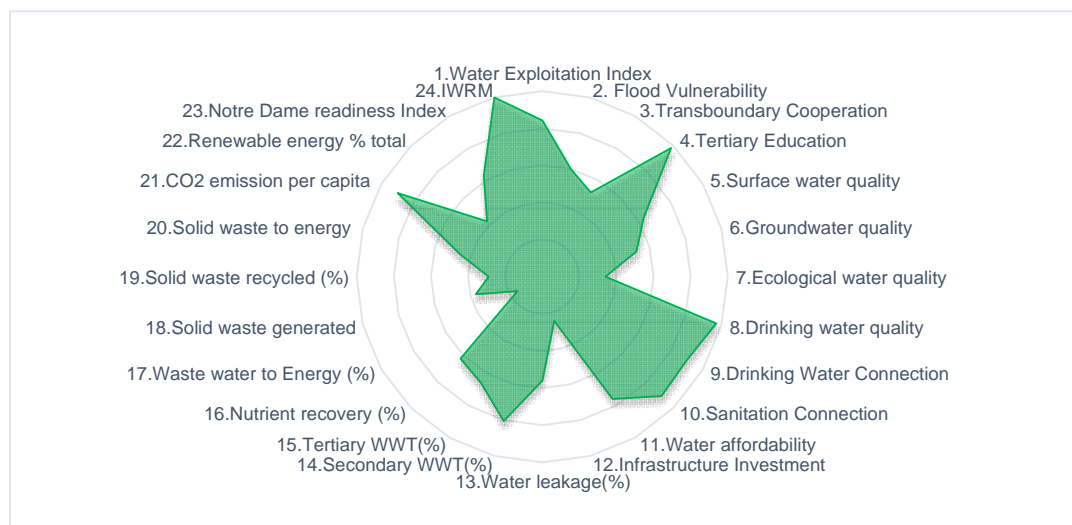 1.Water Exploitation Index
2. Flood Vulnerability
3.Transboundary Cooperation
4.Tertiary Education
5.Surface water quality
6.Groundwater quality
7.Ecological water quality
8.Drinking water quality
9.Drinking Water Connection
10.Sanitation Connection
11.Water affordability
12.Infrastructure Investment
13.Water leakage(%)
14.Secondary WWT(%)
15.Tertiary WWT(%)
16.Nutrient recovery (%)
17.Waste water to Energy (%)
18.Solid waste generated
19.Solid waste recycled (%)
20.Solid waste to energy
21.CO2 emission per capita
22.Renewable energy % total
23.Notre Dame readiness Index
24.IWRM